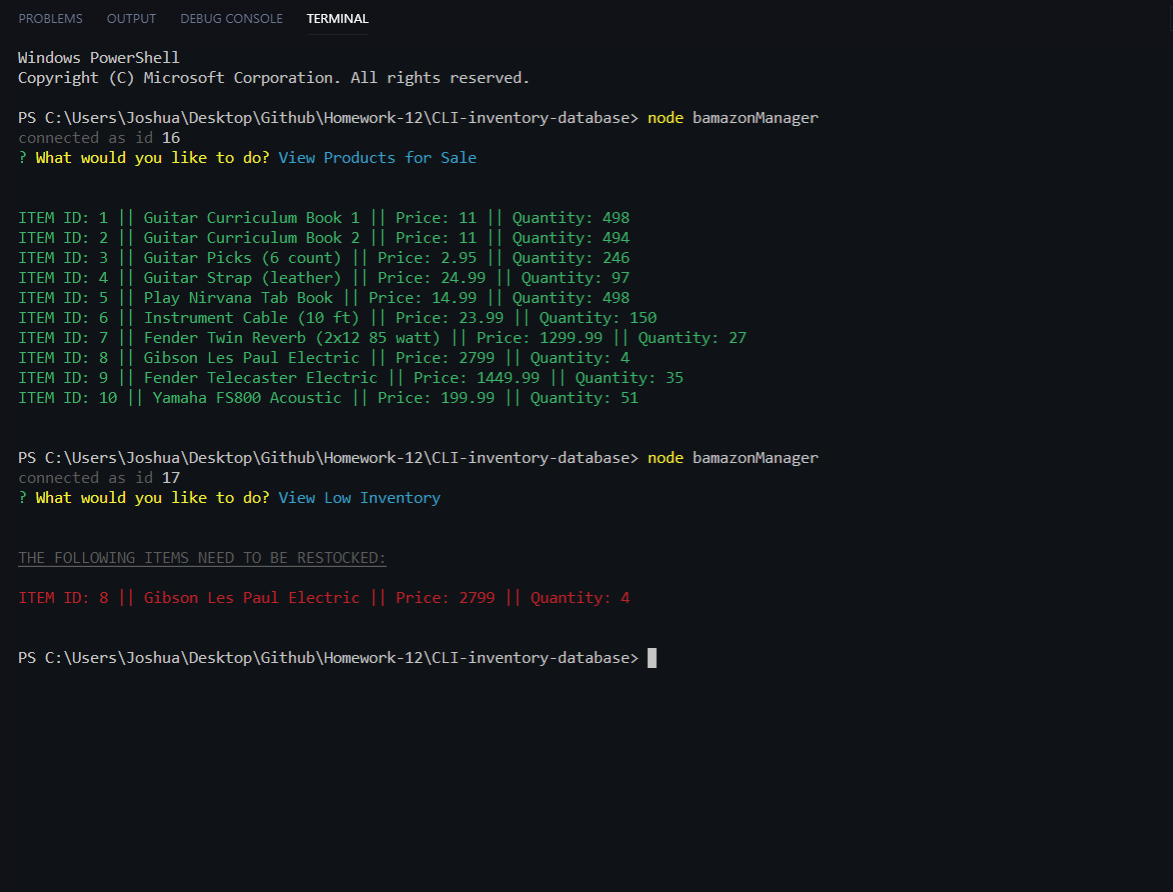 PROBLEMS OUTPUT DEBUG CONSOLE TERMINAL
Windows PowerShell
Copyright (C) Microsoft Corporation. All rights reserved.
PS C:\Users\Joshua\Desktop\Github\Homework-12\CLI-inventory-database> node bamazonManager
connected as id 16
? What would you like to do? View Products for Sale
ITEM ID: 1 || Guitar Curriculum Book 1 || Price: 11 || Quantity: 498
ITEM ID: 2 || Guitar Curriculum Book 2 || Price: 11 || Quantity: 494
ITEM ID: 3 || Guitar Picks (6 count) || Price: 2.95 || Quantity: 246
ITEM ID: 4 || Guitar Strap (leather) || Price: 24.99 || Quantity: 97
ITEM ID: 5 || Play Nirvana Tab Book || Price: 14.99 || Quantity: 498
ITEM ID: 6 || Instrument Cable (10 ft) || Price: 23.99 || Quantity: 150
ITEM ID: 7 || Fender Twin Reverb (2x12 85 watt) || Price: 1299.99 || Quantity: 27
ITEM ID: 8 || Gibson Les Paul Electric || Price: 2799 || Quantity: 4
ITEM ID: 9 || Fender Telecaster Electric || Price: 1449.99 || Quantity: 35
ITEM ID: 10 || Yamaha FS800 Acoustic || Price: 199.99 || Quantity: 51
PS C:\Users\Joshua\Desktop\Github\Homework-12\CLI-inventory-database> node bamazonManager
connected as id 17
? What would you like to do? View Low Inventory
THE FOLLOWING ITEMS NEED TO BE RESTOCKED:
ITEM ID: 8 || Gibson Les Paul Electric || Price: 2799 || Quantity: 4
PS C:\Users\Joshua\Desktop\Github\Homework-12\CLI-inventory-database>